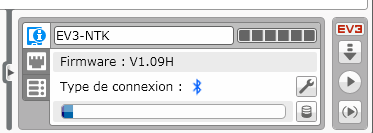 EV3-NTK
EV3
Firmware : V1.09H
Type de connexion :